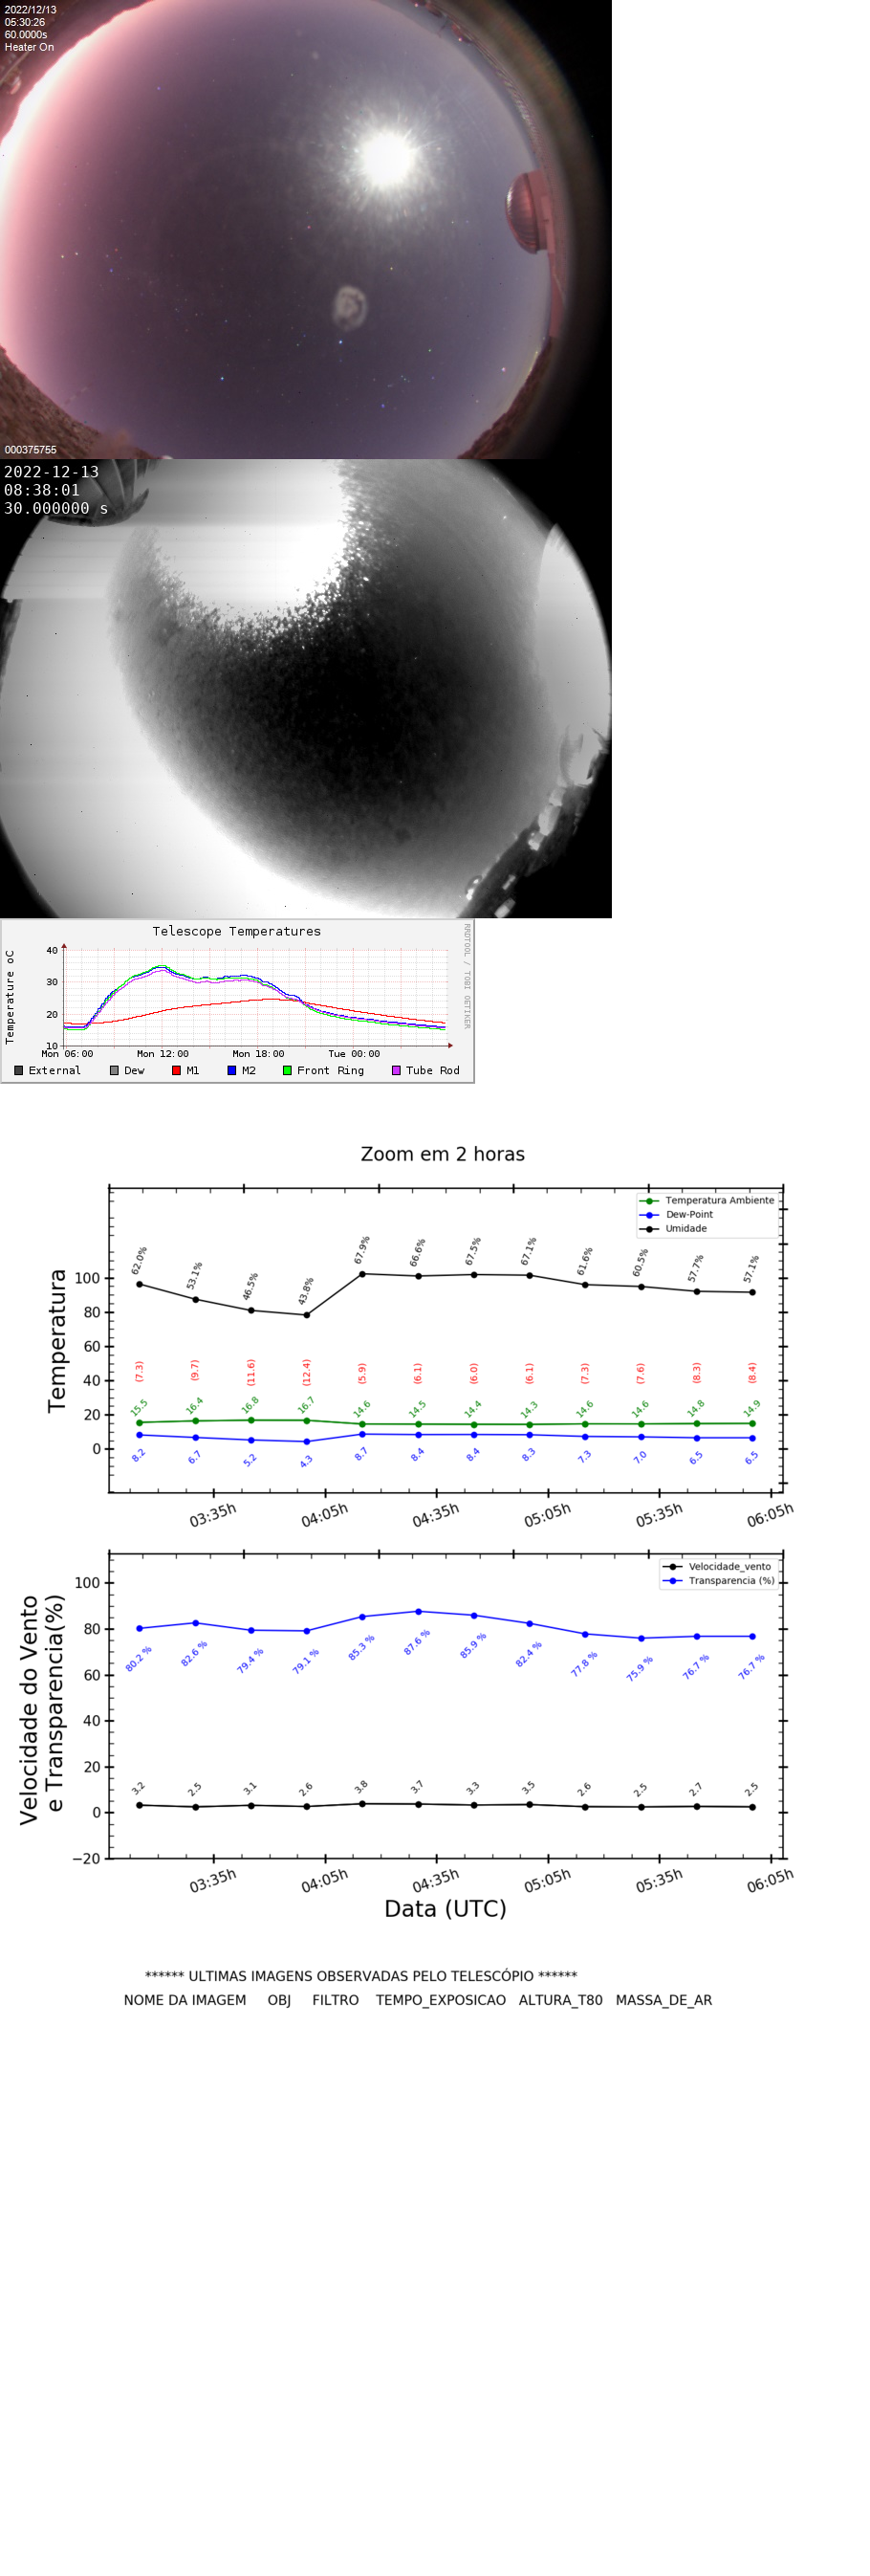 2022/12/13
05:30:26
60.0000s
Heater On
000375755
2022-12-13
08:38:01
30.000000 s
Telescope Temperatures
RRDTOOL / TOBI OETIKER
Temperature oC
40
30
20
10
Mon 06:00 Mon 12:00 Mon 18:00 Tue 00:00
External Dew M1 M2 Front Ring Tube Rod
Zoom em 2 horas
Temperatura Ambiente
Dew-Point
Umidade
Temperatura
100
80
60
40
20
0
62.0% 53.1% 46.5% 43.8% 67.9% 66.6% 67.5% 67.1% 61.6% 60.5% 57.7% 57.1%
(7.3) (9.7) (11.6) (12.4) (5.9) (6.1) (6.0) (6.1) (7.3) (7.6) (8.3) (8.4)
15.5 16.4 16.8 16.7 14.6 14.5 14.4 14.3 14.6 14.6 14.8 14.9
8.2 6.7 5.2 4.3 8.7 8.4 8.4 8.3 7.3 7.0 6.5 6.5
03:35h 04:05h 04:35h 05:05h 05:35h 06:05h
Velocidade_vento
Transparencia (%)
Velocidade do Vento
e Transparencia(%)
100
80
60
40
20
0
−20
80.2 % 82.6 % 79.4 % 79.1 % 85.3 % 87.6 % 85.9 % 82.4 % 77.8 % 75.9 % 76.7 % 76.7 %
3.2 2.5 3.1 2.6 3.8 3.7 3.3 3.5 2.6 2.5 2.7 2.5
03:35h 04:05h 04:35h 05:05h 05:35h 06:05h
Data (UTC)
****** ULTIMAS IMAGENS OBSERVADAS PELO TELESCÓPIO ******
NOME DA IMAGEM OBJ FILTRO TEMPO_EXPOSICAO ALTURA_T80 MASSA_DE_AR